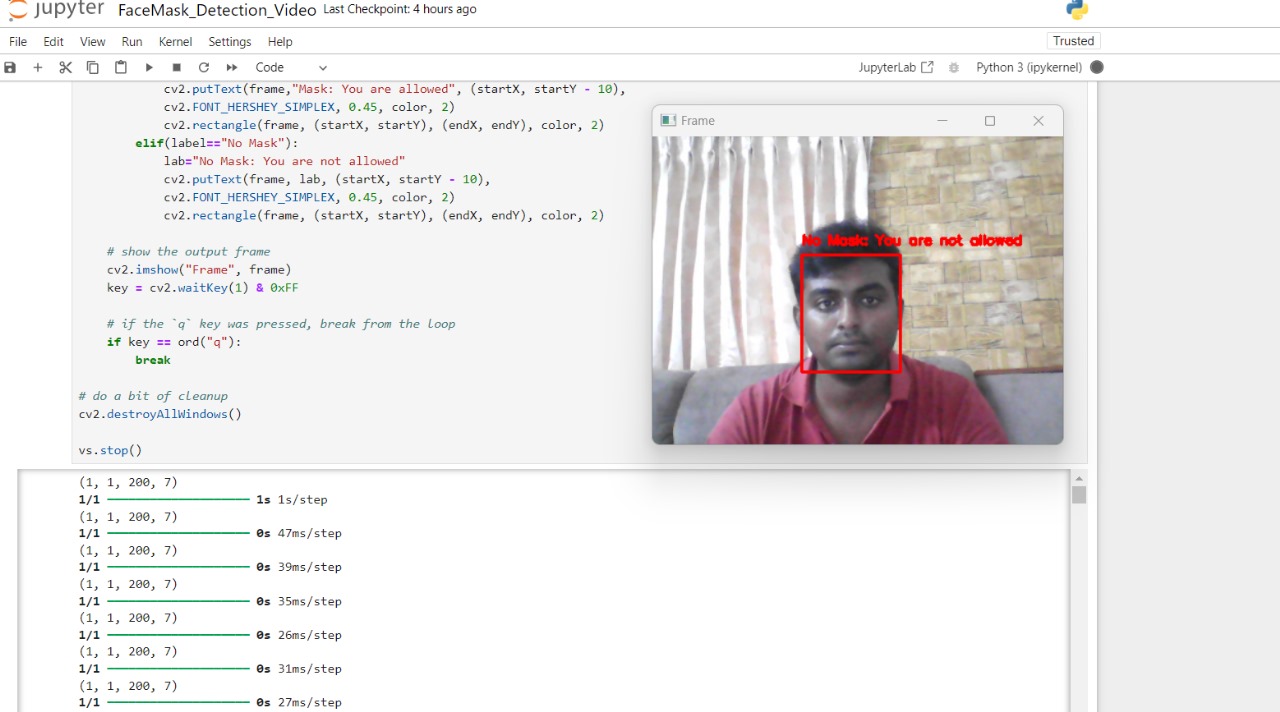 jupyter FaceMask_Detection_Video Last Checkpoint: 4 hours ago
File Edit View Run Kernel Settings Help
Trusted
Code
JupyterLab
Python 3 (ipykernel)
cv2.putText(frame,"Mask: You are allowed", (startX, startY - 10),
cv2.FONT_HERSHEY_SIMPLEX, 0.45, color, 2)
cv2.rectangle(frame, (startX, startY), (endX, endY), color, 2)
elif(label=="No Mask"):
lab="No Mask: You are not allowed"
cv2.putText(frame, lab, (startX, startY - 10),
cv2.FONT_HERSHEY_SIMPLEX, 0.45, color, 2)
cv2.rectangle(frame, (startX, startY), (endX, endY), color, 2)
# show the output frame
cv2.imshow("Frame", frame)
key = cv2.waitKey(1) & 0xFF
# if the `q` key was pressed, break from the loop
if key == ord("q"):
break
# do a bit of cleanup
cv2.destroyAllWindows()
vs.stop()
Frame
No Mask: You are not allowed
(1, 1, 200, 7)
1/1 1s 1s/step
(1, 1, 200, 7)
1/1 0s 47ms/step
(1, 1, 200, 7)
1/1 0s 39ms/step
(1, 1, 200, 7)
1/1 0s 35ms/step
(1, 1, 200, 7)
1/1 0s 26ms/step
(1, 1, 200, 7)
1/1 0s 31ms/step
(1, 1, 200, 7)
1/1 0s 27ms/step